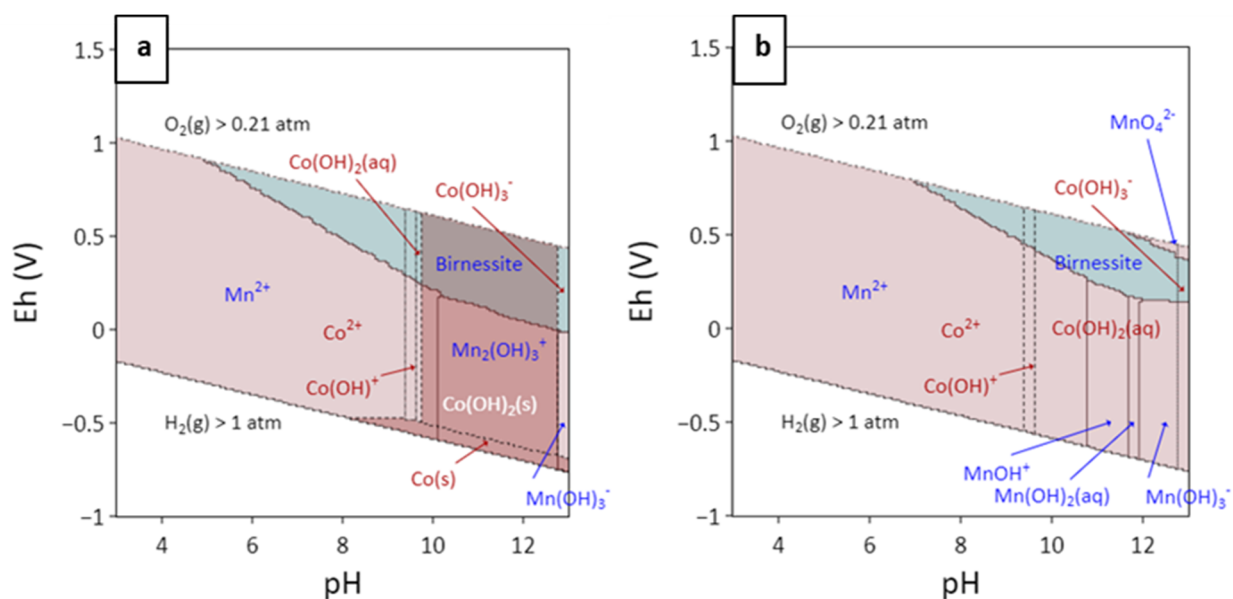 a
1.5
1
0.5
0
−0.5
−1
Eh (V)
O₂(g) > 0.21 atm
Co(OH)₂(aq)
Co(OH)₃⁻
Birnessite
Mn²⁺
Co²⁺
Mn₂(OH)₃⁺
Co(OH)⁺
Co(OH)₂(s)
H₂(g) > 1 atm
Co(s)
Mn(OH)₃⁻
4 6 8 10 12
pH
b
1.5
1
0.5
0
−0.5
−1
Eh (V)
O₂(g) > 0.21 atm
MnO₄²⁻
Co(OH)₃⁻
Birnessite
Mn²⁺
Co²⁺
Co(OH)₂(aq)
Co(OH)⁺
H₂(g) > 1 atm
MnOH⁺
Mn(OH)₂(aq)
Mn(OH)₃⁻
4 6 8 10 12
pH